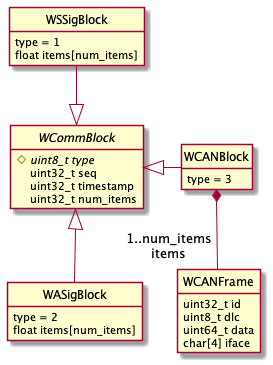 WSSigBlock
type = 1
float items[num_items]
WCommBlock
uint8_t type
uint32_t seq
uint32_t timestamp
uint32_t num_items
WCANBlock
type = 3
1..num_items
items
WASigBlock
type = 2
float items[num_items]
WCANFrame
uint32_t id
uint8_t dlc
uint64_t data
char[4] iface